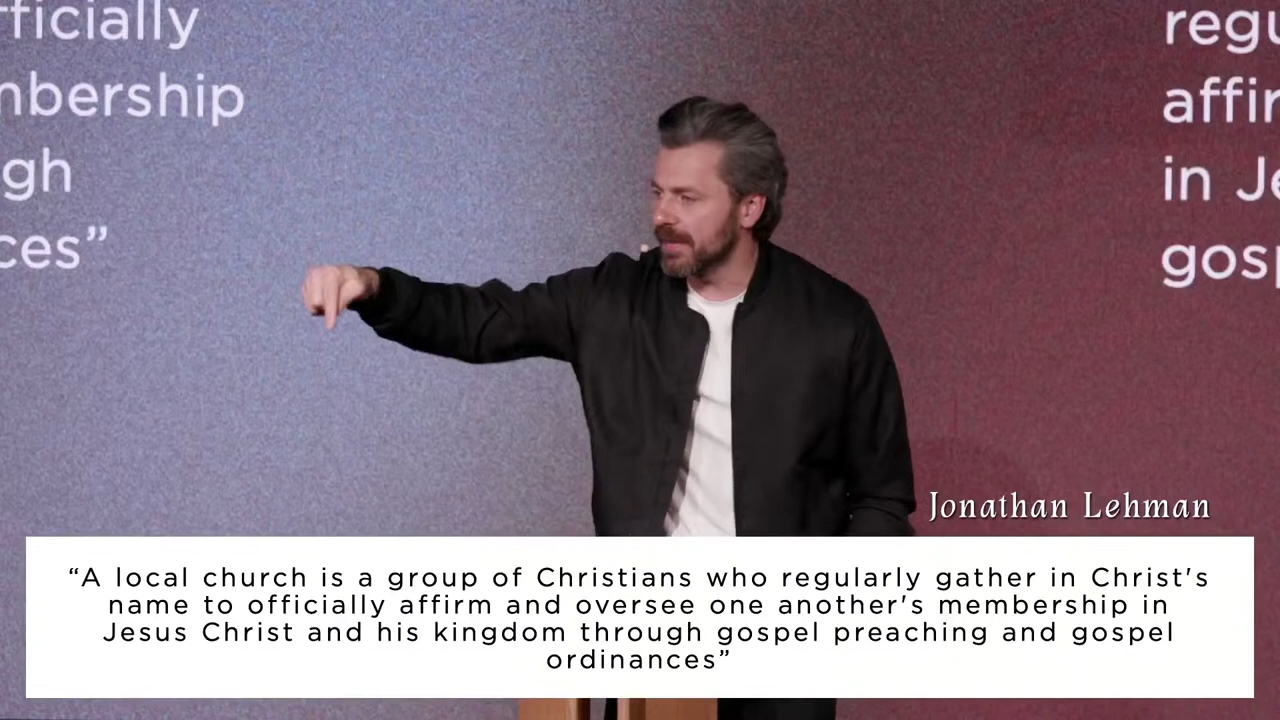 fficially
mbership
gh
ces”
regu
affir
in Je
gosp
Jonathan Lehman
“A local church is a group of Christians who regularly gather in Christ's
name to officially affirm and oversee one another's membership in
Jesus Christ and his kingdom through gospel preaching and gospel
ordinances”